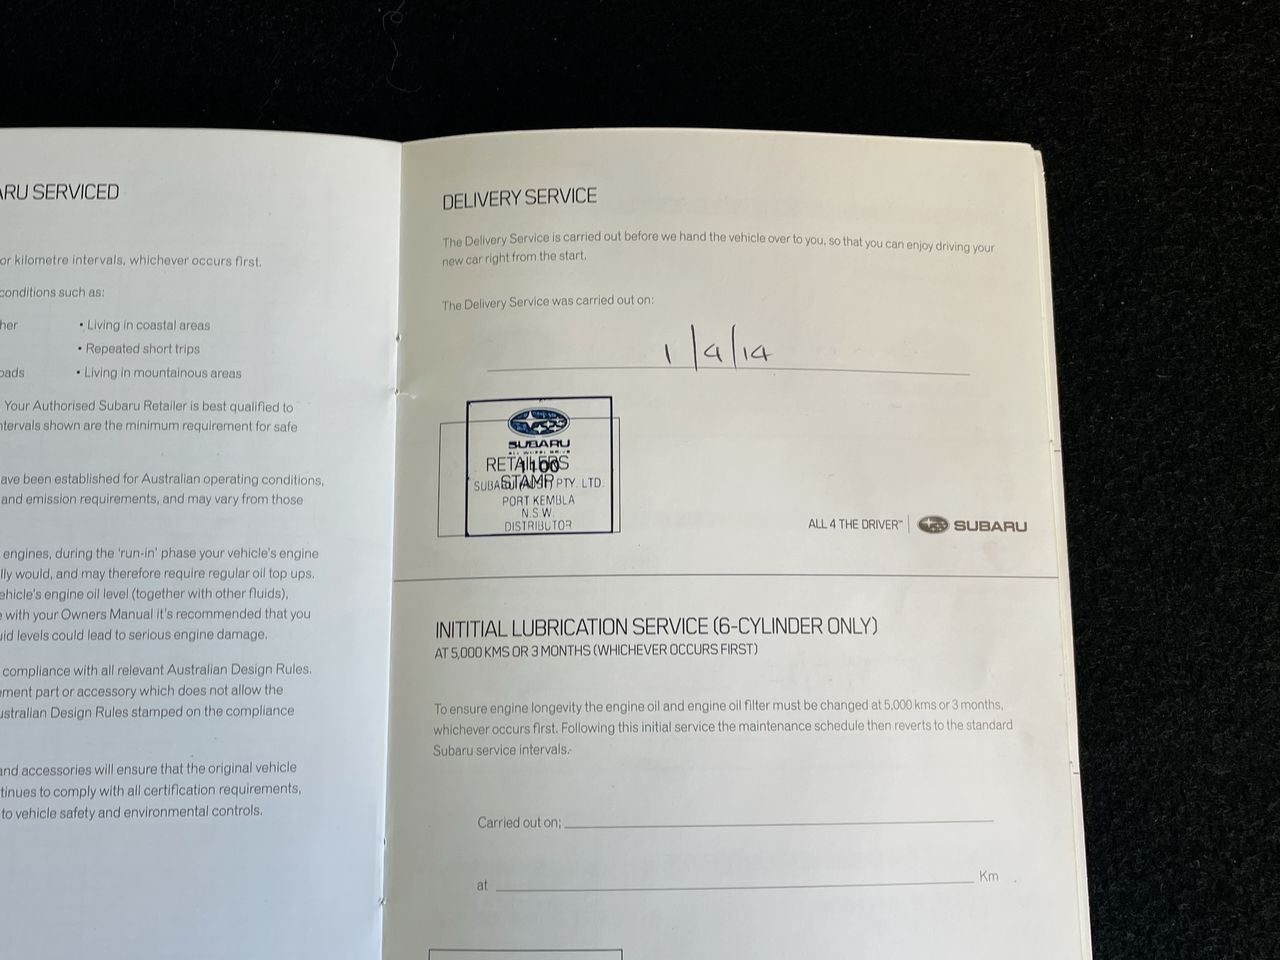 ARU SERVICED
or kilometre intervals, whichever occurs first.
conditions such as:
her • Living in coastal areas
• Repeated short trips
oads • Living in mountainous areas
Your Authorised Subaru Retailer is best qualified to
ntervals shown are the minimum requirement for safe
ave been established for Australian operating conditions,
and emission requirements, and may vary from those
engines, during the 'run-in' phase your vehicle's engine
lly would, and may therefore require regular oil top ups.
ehicle's engine oil level (together with other fluids),
e with your Owners Manual it's recommended that you
uid levels could lead to serious engine damage.
compliance with all relevant Australian Design Rules.
ement part or accessory which does not allow the
ustralian Design Rules stamped on the compliance
and accessories will ensure that the original vehicle
tinues to comply with all certification requirements,
to vehicle safety and environmental controls.
DELIVERY SERVICE
The Delivery Service is carried out before we hand the vehicle over to you, so that you can enjoy driving your
new car right from the start.
The Delivery Service was carried out on:
1/4/14
SUBARU
ALL WHEEL DRIVE
RETAILERS
1100
STAMP
SUBARU (AUST) PTY. LTD.
PORT KEMBLA
N.S.W.
DISTRIBUTOR
ALL 4 THE DRIVER™ SUBARU
INITITIAL LUBRICATION SERVICE (6-CYLINDER ONLY)
AT 5,000 KMS OR 3 MONTHS (WHICHEVER OCCURS FIRST)
To ensure engine longevity the engine oil and engine oil filter must be changed at 5,000 kms or 3 months,
whichever occurs first. Following this initial service the maintenance schedule then reverts to the standard
Subaru service intervals.
Carried out on;
at Km